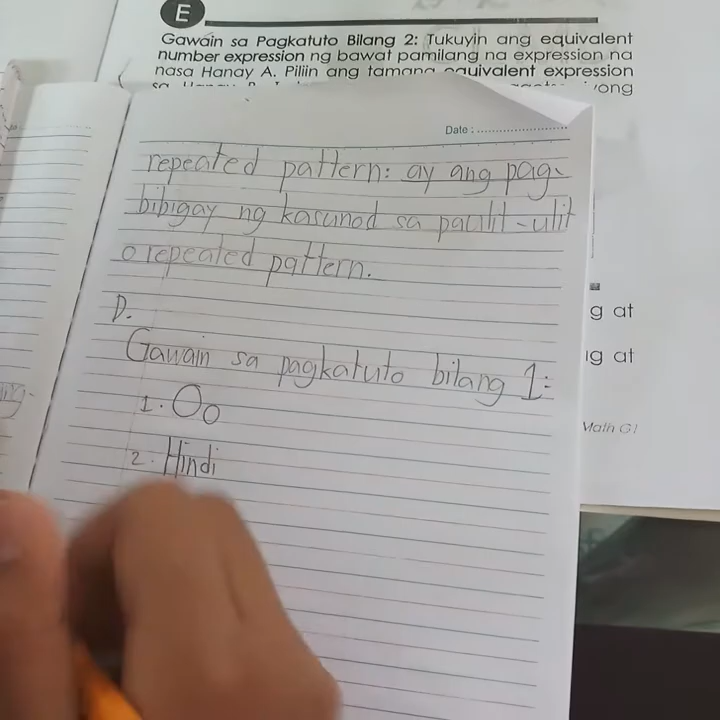 E
Gawain sa Pagkatuto Bilang 2: Tukuyin ang equivalent
number expression ng bawat pamilang na expression na
nasa Hanay A. Piliin ang tamang equivalent expression
Date :
repeated pattern: ay ang pag-
bibigay ng kasunod sa paulit-ulit
o repeated pattern.
D.
Gawain sa pagkatuto bilang 1:
1. Oo
2. Hindi
g at
g at
Math G1